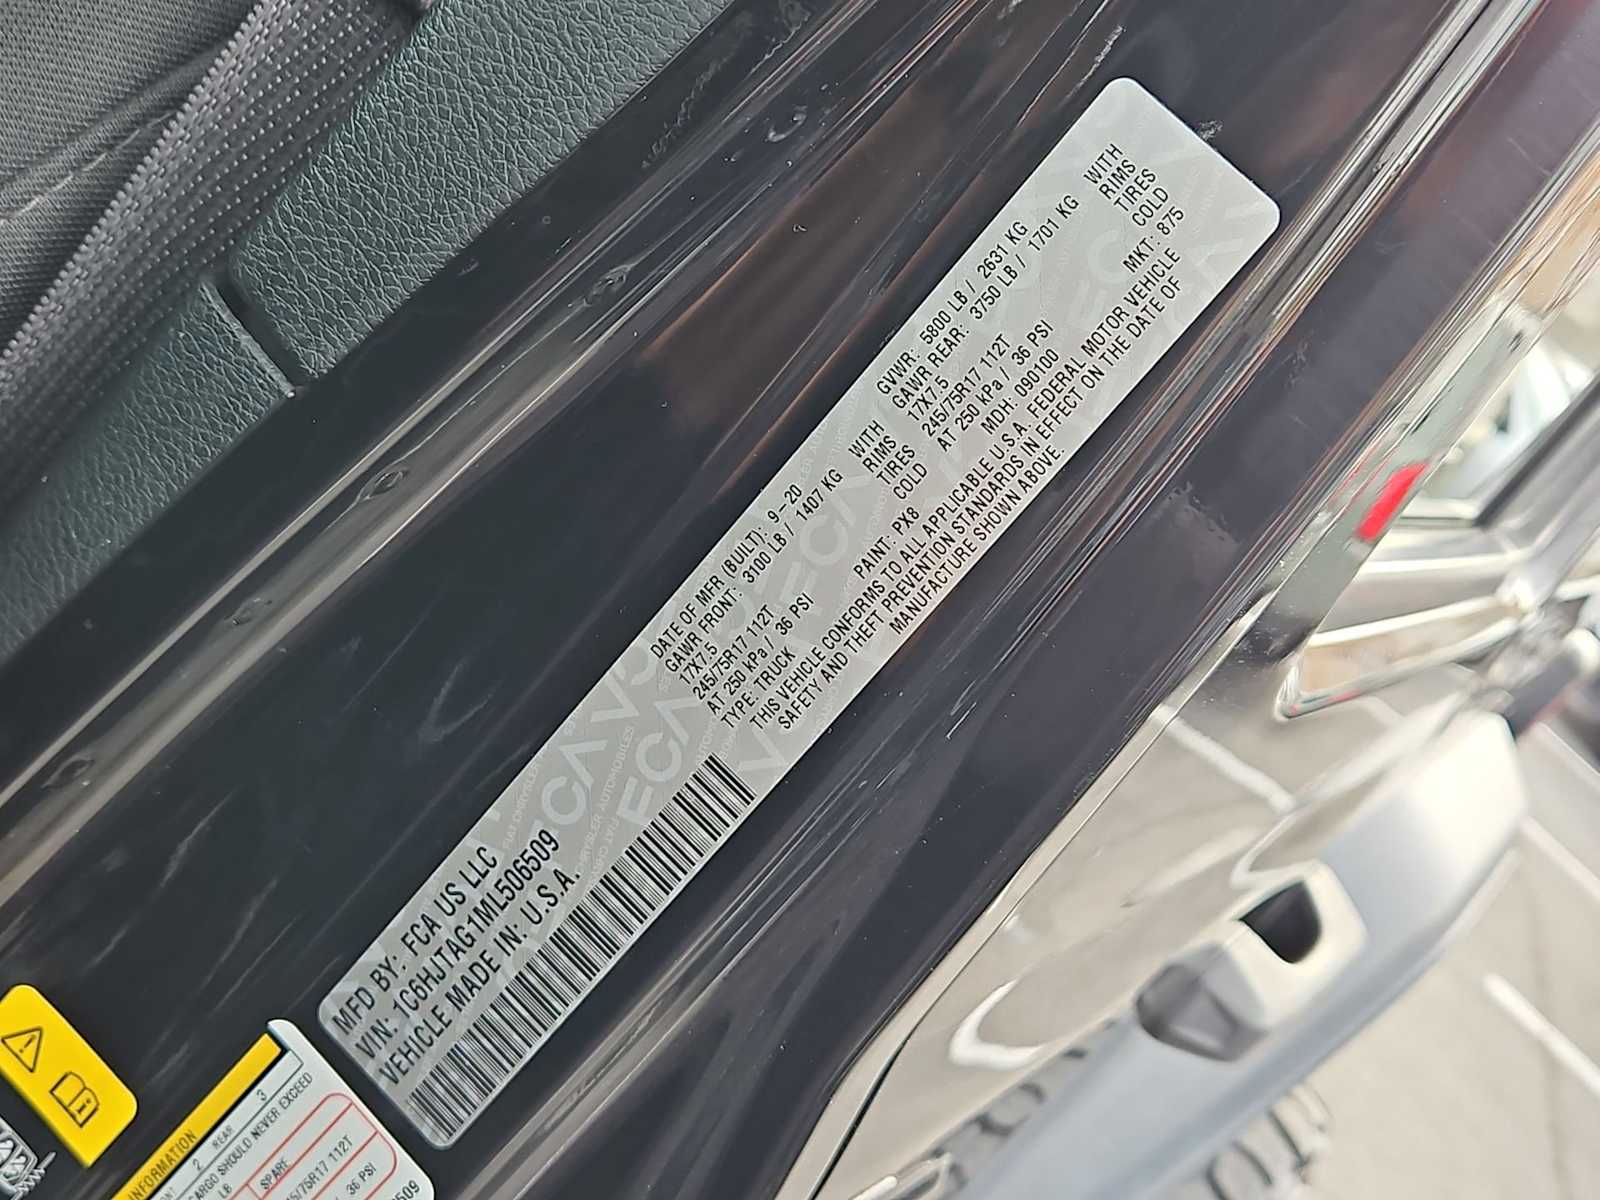 MFD BY: FCA US LLC
DATE OF MFR (BUILT): 9-20
GVWR: 5800 LB / 2631 KG
VIN: 1C6HJTAG1ML506509
GAWR FRONT: 3100 LB / 1407 KG WITH
GAWR REAR: 3750 LB / 1701 KG WITH
VEHICLE MADE IN: U.S.A.
17X7.5 RIMS
17X7.5 RIMS
245/75R17 112T TIRES
245/75R17 112T TIRES
AT 250 kPa / 36 PSI COLD
AT 250 kPa / 36 PSI COLD
TYPE: TRUCK PAINT: PX8 MDH: 090100 MKT: 875
THIS VEHICLE CONFORMS TO ALL APPLICABLE U.S.A. FEDERAL MOTOR VEHICLE
SAFETY AND THEFT PREVENTION STANDARDS IN EFFECT ON THE DATE OF
MANUFACTURE SHOWN ABOVE.
INFORMATION
2 REAR 3
CARGO SHOULD NEVER EXCEED
LB
SPARE
245/75R17 112T
36 PSI
509